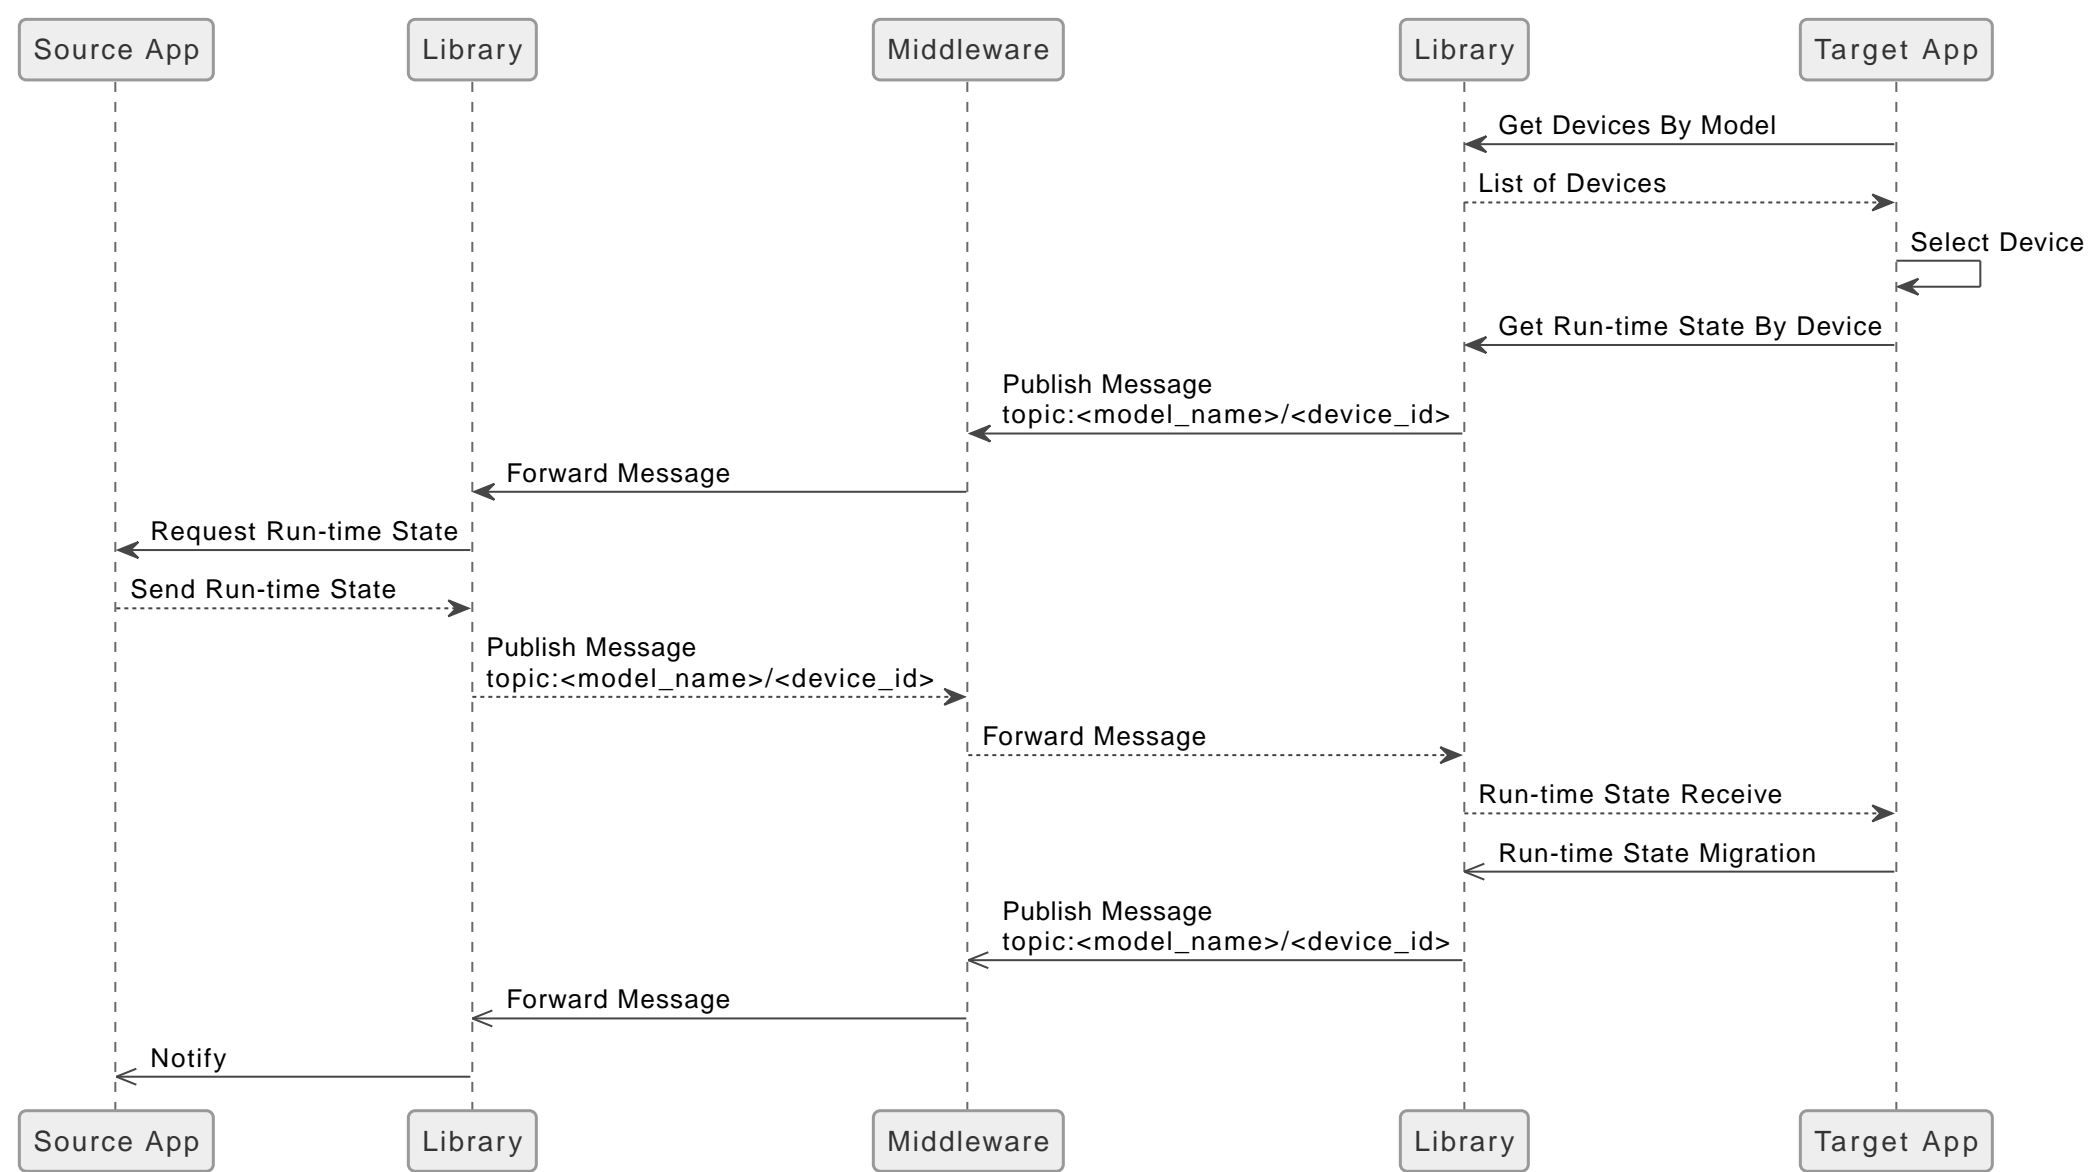 Source App
Library
Middleware
Library
Target App
Get Devices By Model
List of Devices
Select Device
Get Run-time State By Device
Publish Message
topic:<model_name>/<device_id>
Forward Message
Request Run-time State
Send Run-time State
Publish Message
topic:<model_name>/<device_id>
Forward Message
Run-time State Receive
Run-time State Migration
Publish Message
topic:<model_name>/<device_id>
Forward Message
Notify
Source App
Library
Middleware
Library
Target App